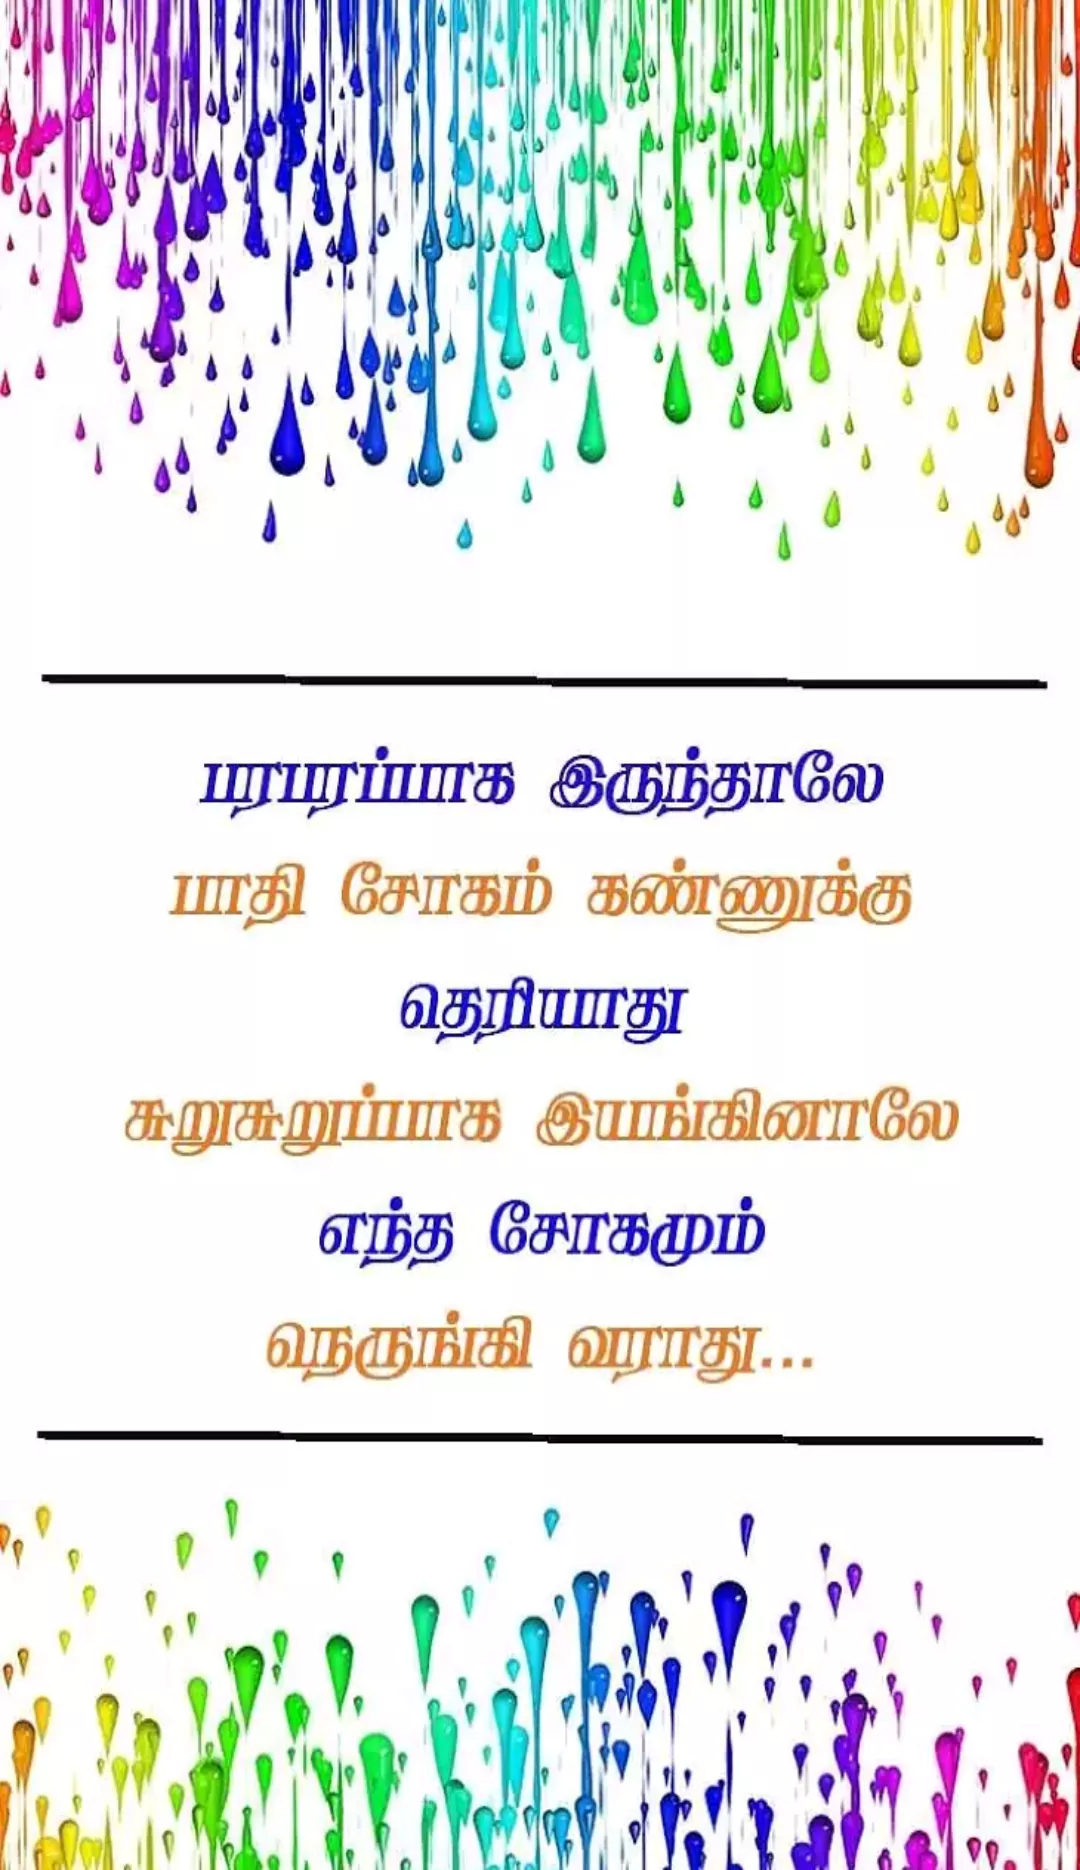 பரபரப்பாக இருந்தாலே
பாதி சோகம் கண்ணுக்கு
தெரியாது
சுறுசுறுப்பாக இயங்கினாலே
எந்த சோகமும்
நெருங்கி வராது...